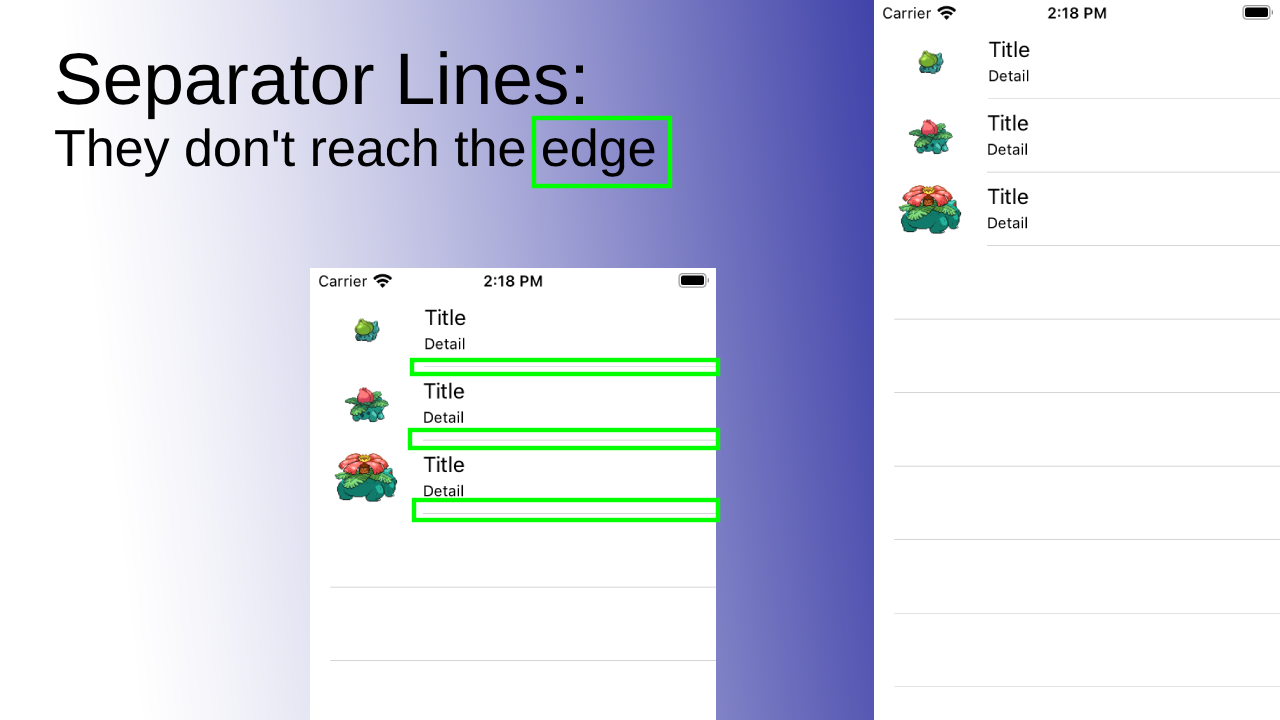 Separator Lines:
They don't reach the edge
Carrier 2:18 PM
Title
Detail
Title
Detail
Title
Detail
Carrier 2:18 PM
Title
Detail
Title
Detail
Title
Detail